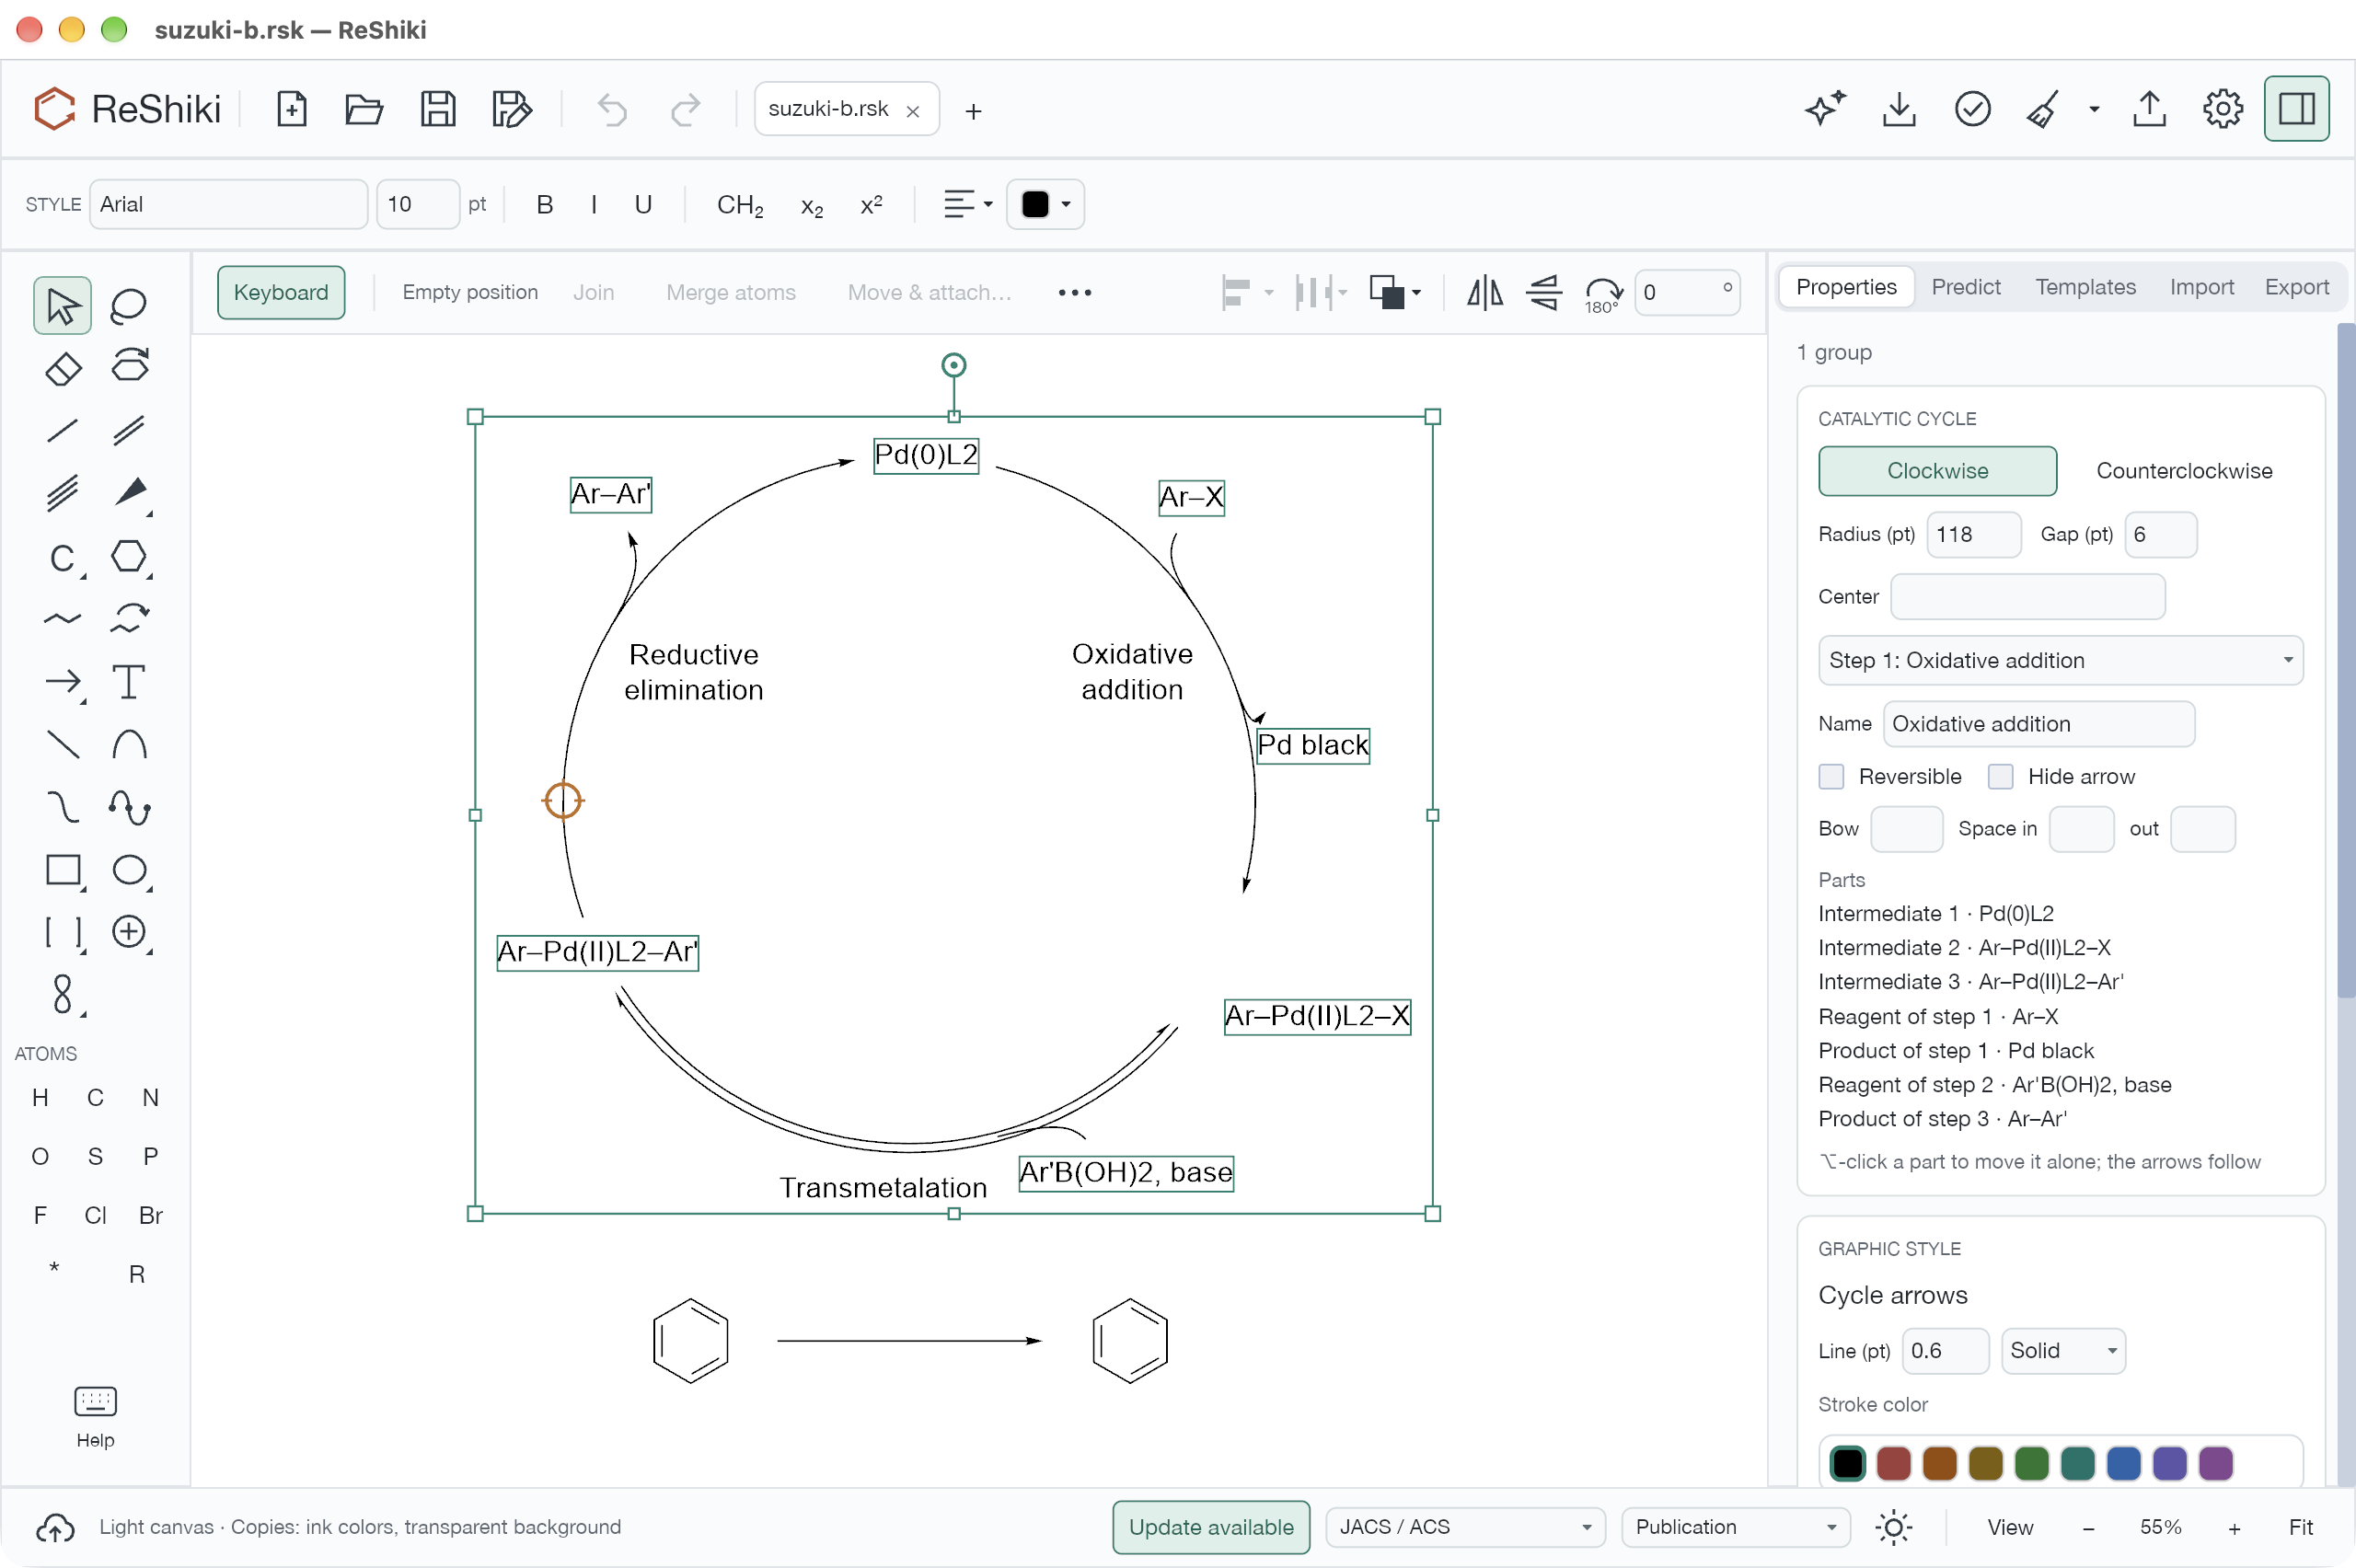 suzuki-b.rsk — ReShiki
ReShiki
suzuki-b.rsk ×
+
STYLE Arial 10 pt B I U CH₂ x₂ x²
Keyboard Empty position Join Merge atoms Move & attach... ••• 180° 0 °
Properties Predict Templates Import Export
C
T
ATOMS
H C N
O S P
F Cl Br
* R
Help
Pd(0)L2
Ar–Ar'
Ar–X
Reductive
elimination
Oxidative
addition
Pd black
Ar–Pd(II)L2–Ar'
Ar–Pd(II)L2–X
Ar'B(OH)2, base
Transmetalation
1 group
CATALYTIC CYCLE
Clockwise Counterclockwise
Radius (pt) 118 Gap (pt) 6
Center
Step 1: Oxidative addition
Name Oxidative addition
Reversible Hide arrow
Bow Space in out
Parts
Intermediate 1 · Pd(0)L2
Intermediate 2 · Ar–Pd(II)L2–X
Intermediate 3 · Ar–Pd(II)L2–Ar'
Reagent of step 1 · Ar–X
Product of step 1 · Pd black
Reagent of step 2 · Ar'B(OH)2, base
Product of step 3 · Ar–Ar'
⌥-click a part to move it alone; the arrows follow
GRAPHIC STYLE
Cycle arrows
Line (pt) 0.6 Solid
Stroke color
Light canvas · Copies: ink colors, transparent background
Update available JACS / ACS Publication View – 55% + Fit